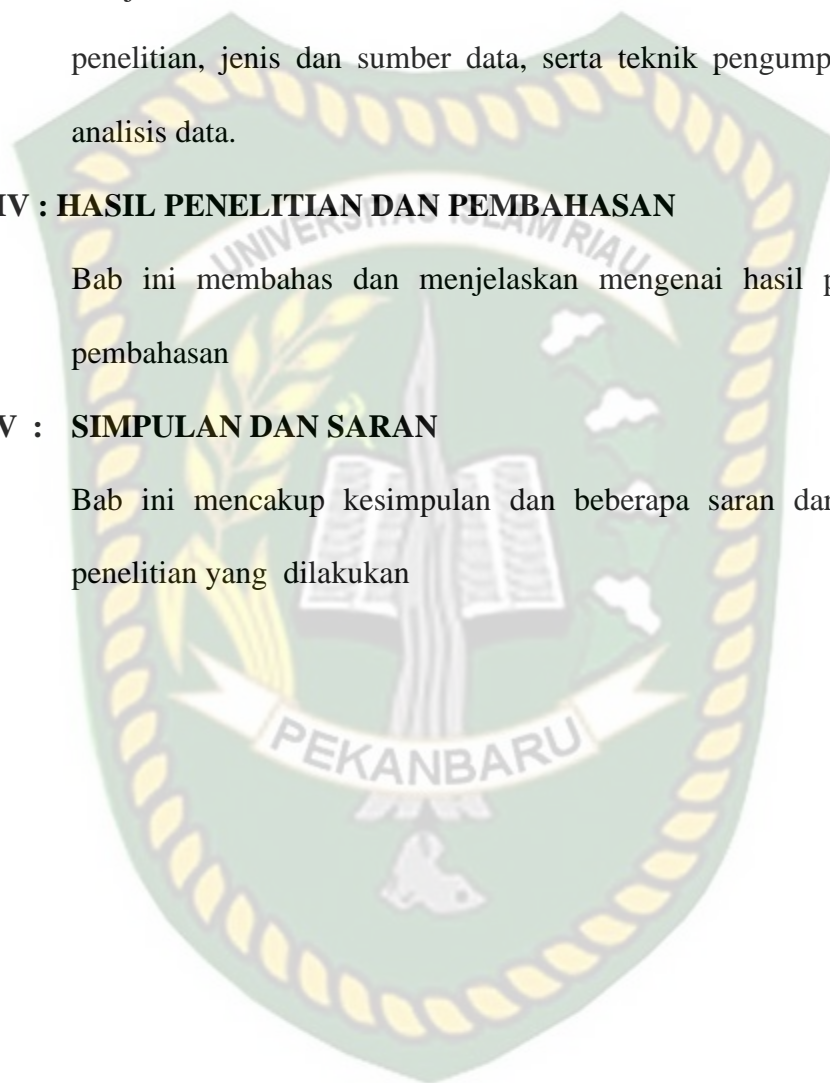 penelitian, jenis dan sumber data, serta teknik pengump
analisis data.
IV : HASIL PENELITIAN DAN PEMBAHASAN
UNIVERSITAS ISLAM RIAU
Bab ini membahas dan menjelaskan mengenai hasil p
pembahasan
V : SIMPULAN DAN SARAN
Bab ini mencakup kesimpulan dan beberapa saran dar
penelitian yang dilakukan
PEKANBARU